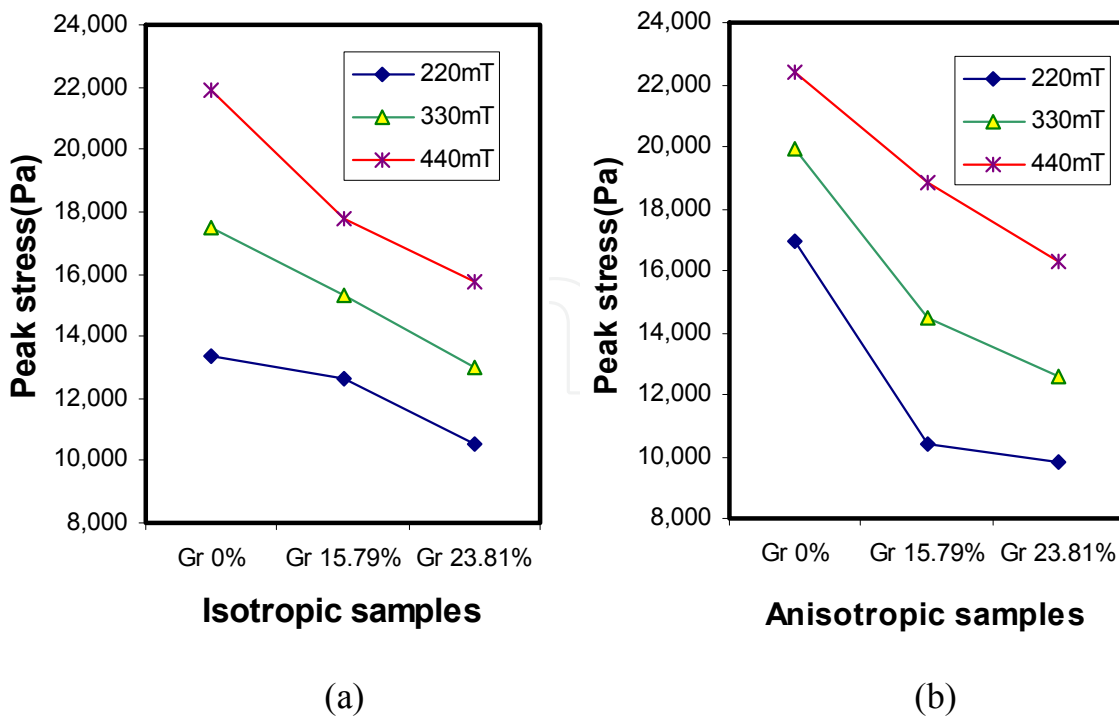 24,000
22,000
20,000
18,000
16,000
14,000
12,000
10,000
8,000
Peak stress(Pa)
220mT
330mT
440mT
Gr 0% Gr 15.79% Gr 23.81%
Isotropic samples
(a)
24,000
22,000
20,000
18,000
16,000
14,000
12,000
10,000
8,000
Peak stress(Pa)
220mT
330mT
440mT
Gr 0% Gr 15.79% Gr 23.81%
Anisotropic samples
(b)